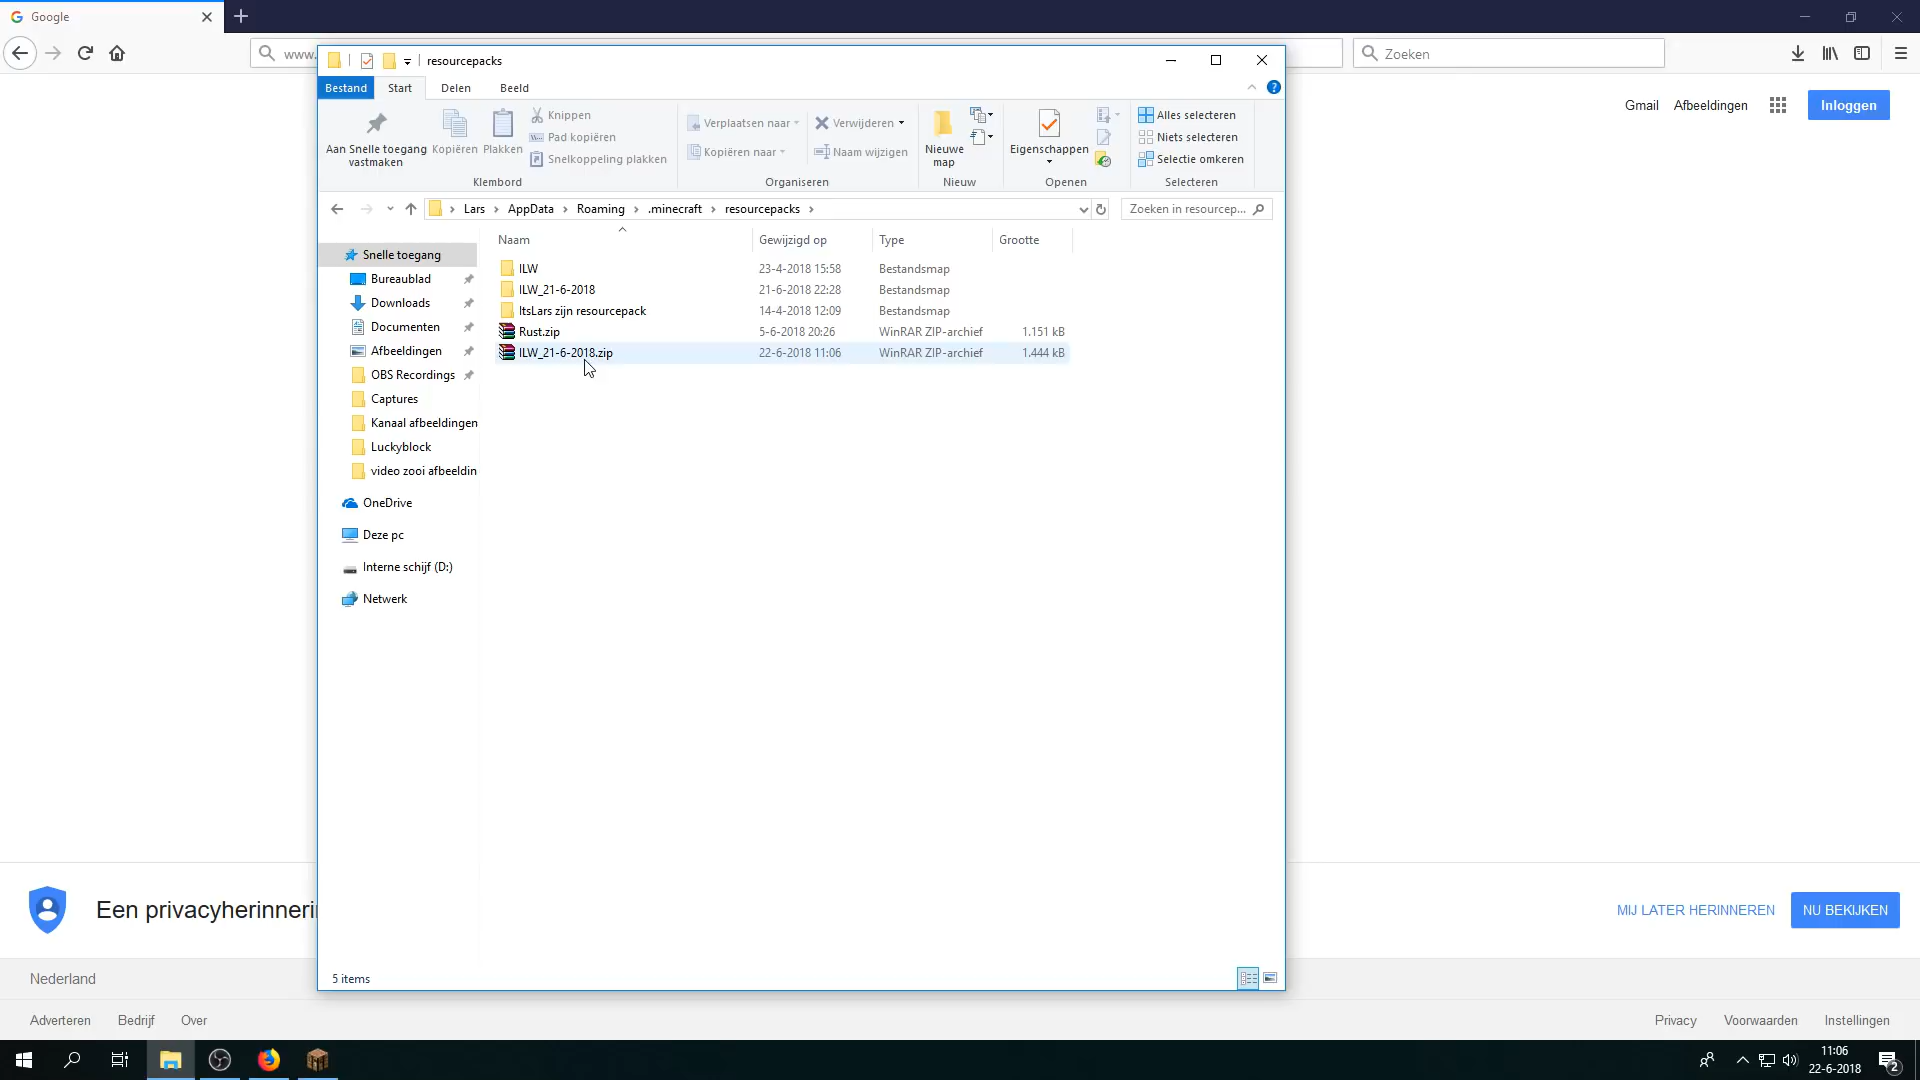 Google
www.
Zoeken
Gmail
Afbeeldingen
Inloggen
resourcepacks
Bestand
Start
Delen
Beeld
Aan Snelle toegang
vastmaken
Kopiëren
Plakken
Knippen
Pad kopiëren
Snelkoppeling plakken
Klembord
Verplaatsen naar
Kopiëren naar
Verwijderen
Naam wijzigen
Organiseren
Nieuwe
map
Nieuw
Eigenschappen
Openen
Alles selecteren
Niets selecteren
Selectie omkeren
Selecteren
Lars > AppData > Roaming > .minecraft > resourcepacks >
Zoeken in resourcep...
Naam
Gewijzigd op
Type
Grootte
ILW 23-4-2018 15:58 Bestandsmap
ILW_21-6-2018 21-6-2018 22:28 Bestandsmap
ItsLars zijn resourcepack 14-4-2018 12:09 Bestandsmap
Rust.zip 5-6-2018 20:26 WinRAR ZIP-archief 1.151 kB
ILW_21-6-2018.zip 22-6-2018 11:06 WinRAR ZIP-archief 1.444 kB
Snelle toegang
Bureaublad
Downloads
Documenten
Afbeeldingen
OBS Recordings
Captures
Kanaal afbeeldingen
Luckyblock
video zooi afbeeldin
OneDrive
Deze pc
Interne schijf (D:)
Netwerk
5 items
Een privacyherinneri
MIJ LATER HERINNEREN
NU BEKIJKEN
Nederland
Adverteren
Bedrijf
Over
Privacy
Voorwaarden
Instellingen
11:06
22-6-2018
2